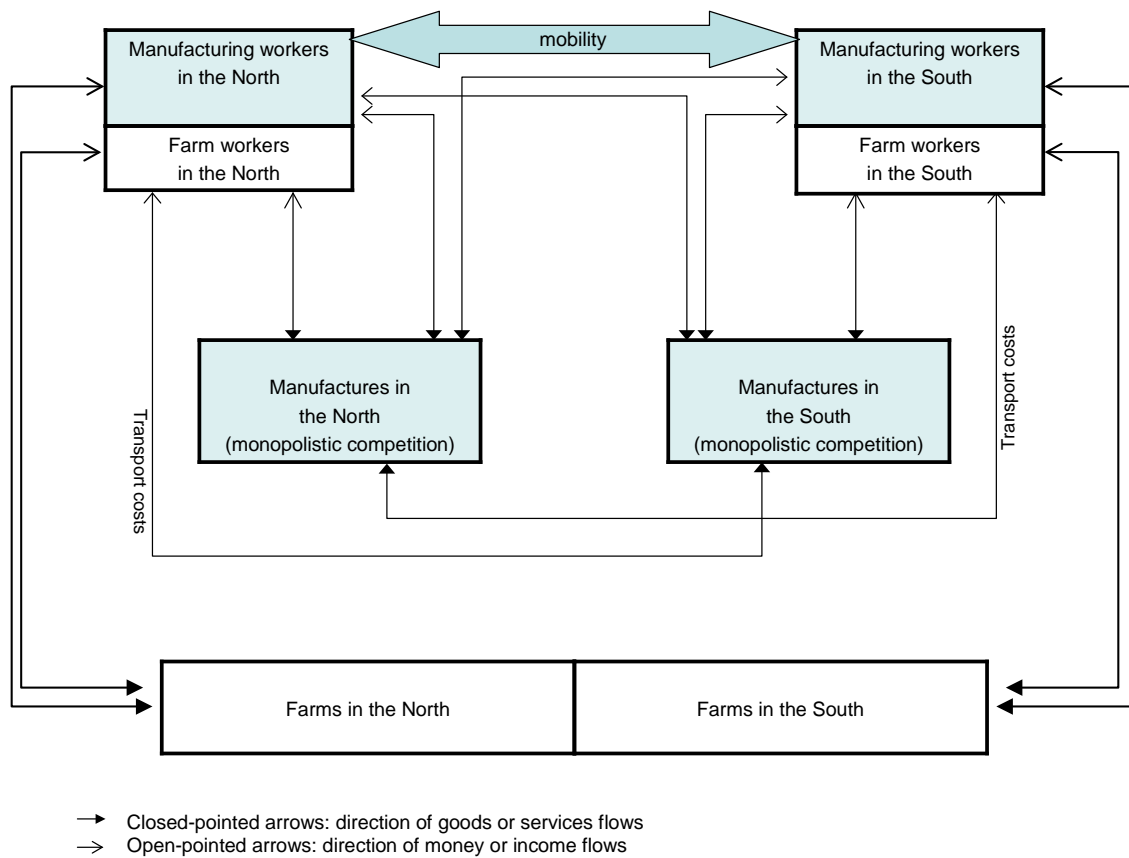 mobility
Manufacturing workers
in the North
Farm workers
in the North
Manufacturing workers
in the South
Farm workers
in the South
Manufactures in
the North
(monopolistic competition)
Manufactures in
the South
(monopolistic competition)
Transport costs
Transport costs
Farms in the North
Farms in the South
Closed-pointed arrows: direction of goods or services flows
Open-pointed arrows: direction of money or income flows